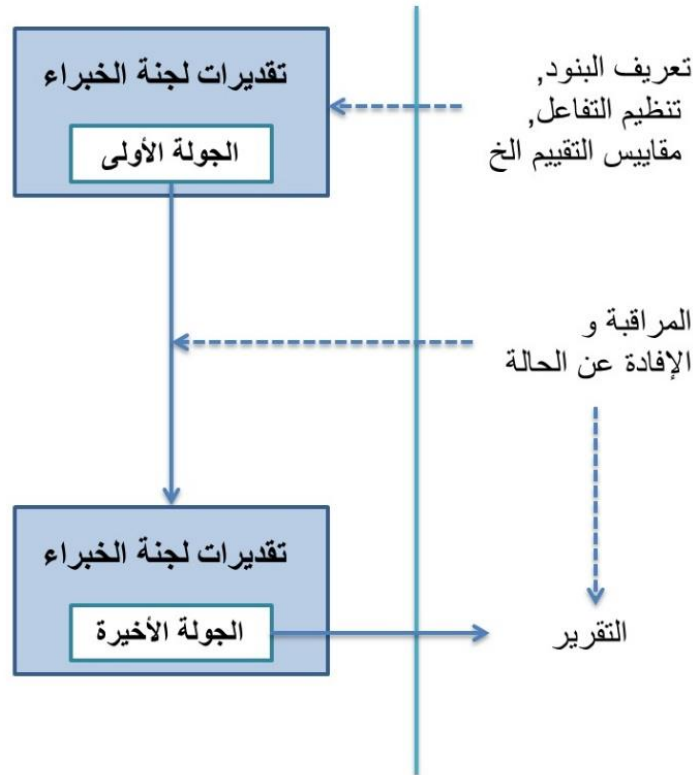 تقديرات لجنة الخبراء
الجولة الأولى
تعريف البنود,
تنظيم التفاعل,
مقاييس التقييم الخ
المراقبة و
الإفادة عن الحالة
تقديرات لجنة الخبراء
الجولة الأخيرة
التقرير